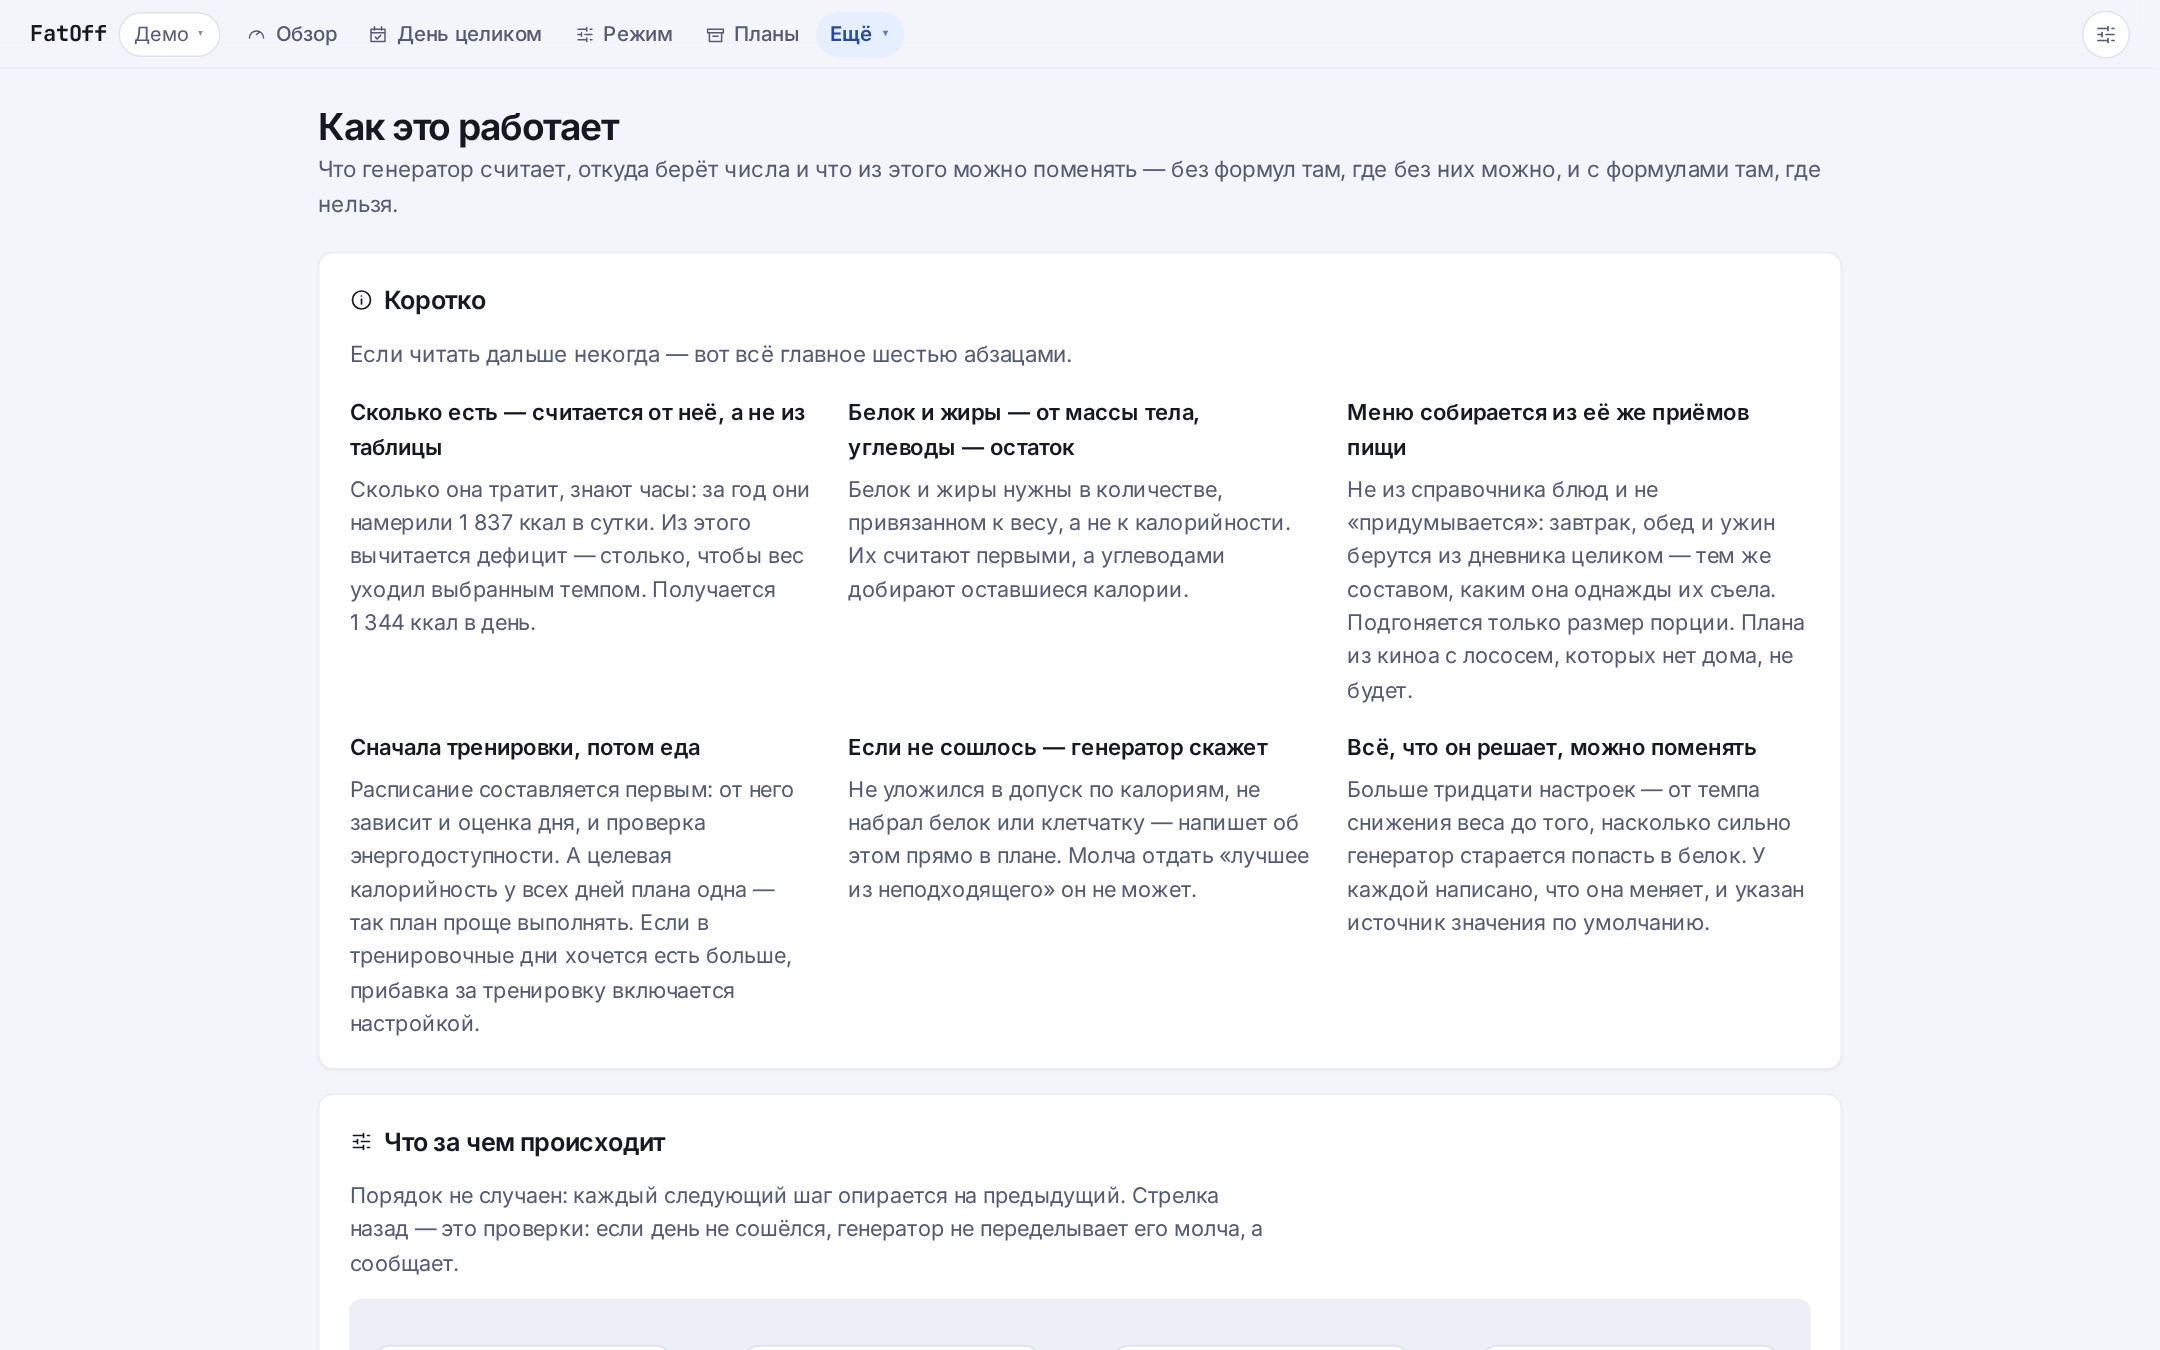 FatOff Демо Обзор День целиком Режим Планы Ещё
Как это работает
Что генератор считает, откуда берёт числа и что из этого можно поменять — без формул там, где без них можно, и с формулами там, где
нельзя.
Коротко
Если читать дальше некогда — вот всё главное шестью абзацами.
Сколько есть — считается от неё, а не из
таблицы
Сколько она тратит, знают часы: за год они
намерили 1 837 ккал в сутки. Из этого
вычитается дефицит — столько, чтобы вес
уходил выбранным темпом. Получается
1 344 ккал в день.
Белок и жиры — от массы тела,
углеводы — остаток
Белок и жиры нужны в количестве,
привязанном к весу, а не к калорийности.
Их считают первыми, а углеводами
добирают оставшиеся калории.
Меню собирается из её же приёмов
пищи
Не из справочника блюд и не
«придумывается»: завтрак, обед и ужин
берутся из дневника целиком — тем же
составом, каким она однажды их съела.
Подгоняется только размер порции. Плана
из киноа с лососем, которых нет дома, не
будет.
Сначала тренировки, потом еда
Расписание составляется первым: от него
зависит и оценка дня, и проверка
энергодоступности. А целевая
калорийность у всех дней плана одна —
так план проще выполнять. Если в
тренировочные дни хочется есть больше,
прибавка за тренировку включается
настройкой.
Если не сошлось — генератор скажет
Не уложился в допуск по калориям, не
набрал белок или клетчатку — напишет об
этом прямо в плане. Молча отдать «лучшее
из неподходящего» он не может.
Всё, что он решает, можно поменять
Больше тридцати настроек — от темпа
снижения веса до того, насколько сильно
генератор старается попасть в белок. У
каждой написано, что она меняет, и указан
источник значения по умолчанию.
Что за чем происходит
Порядок не случаен: каждый следующий шаг опирается на предыдущий. Стрелка
назад — это проверки: если день не сошёлся, генератор не переделывает его молча, а
сообщает.